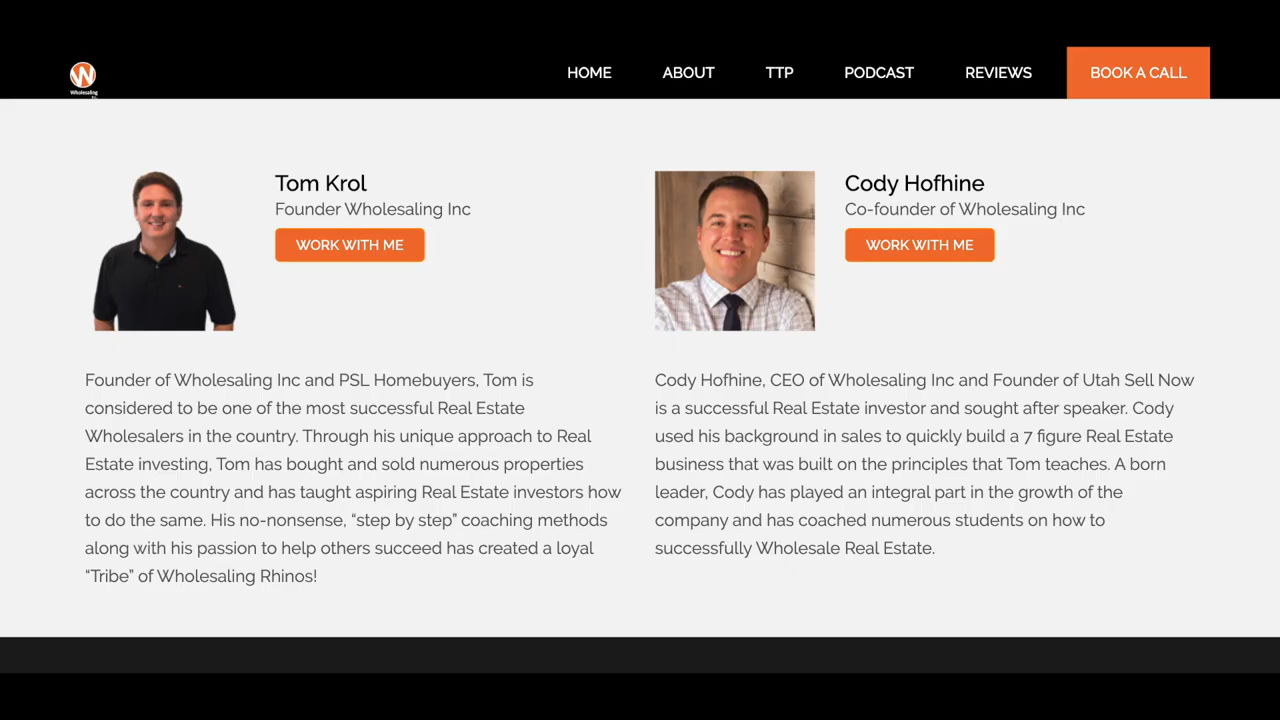 HOME ABOUT TTP PODCAST REVIEWS BOOK A CALL
W
Wholesaling
Tom Krol
Founder Wholesaling Inc
WORK WITH ME
Founder of Wholesaling Inc and PSL Homebuyers, Tom is
considered to be one of the most successful Real Estate
Wholesalers in the country. Through his unique approach to Real
Estate investing, Tom has bought and sold numerous properties
across the country and has taught aspiring Real Estate investors how
to do the same. His no-nonsense, “step by step” coaching methods
along with his passion to help others succeed has created a loyal
“Tribe” of Wholesaling Rhinos!
Cody Hofhine
Co-founder of Wholesaling Inc
WORK WITH ME
Cody Hofhine, CEO of Wholesaling Inc and Founder of Utah Sell Now
is a successful Real Estate investor and sought after speaker. Cody
used his background in sales to quickly build a 7 figure Real Estate
business that was built on the principles that Tom teaches. A born
leader, Cody has played an integral part in the growth of the
company and has coached numerous students on how to
successfully Wholesale Real Estate.